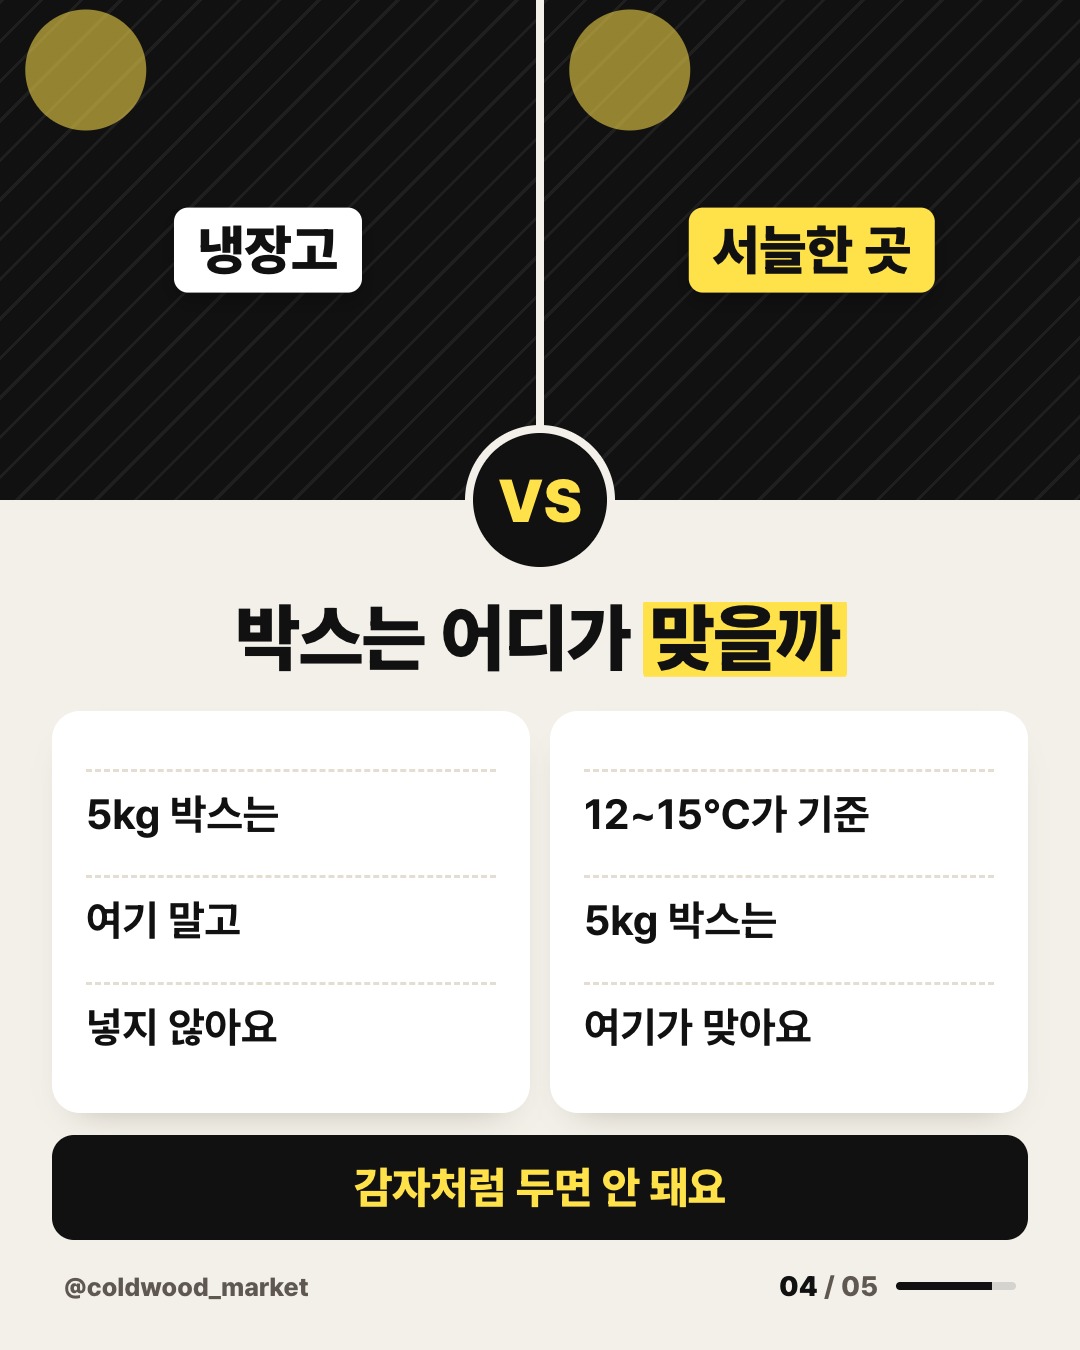 냉장고
서늘한 곳
VS
박스는 어디가 맞을까
5kg 박스는
여기 말고
넣지 않아요
12~15°C가 기준
5kg 박스는
여기가 맞아요
감자처럼 두면 안 돼요
@coldwood_market
04 / 05